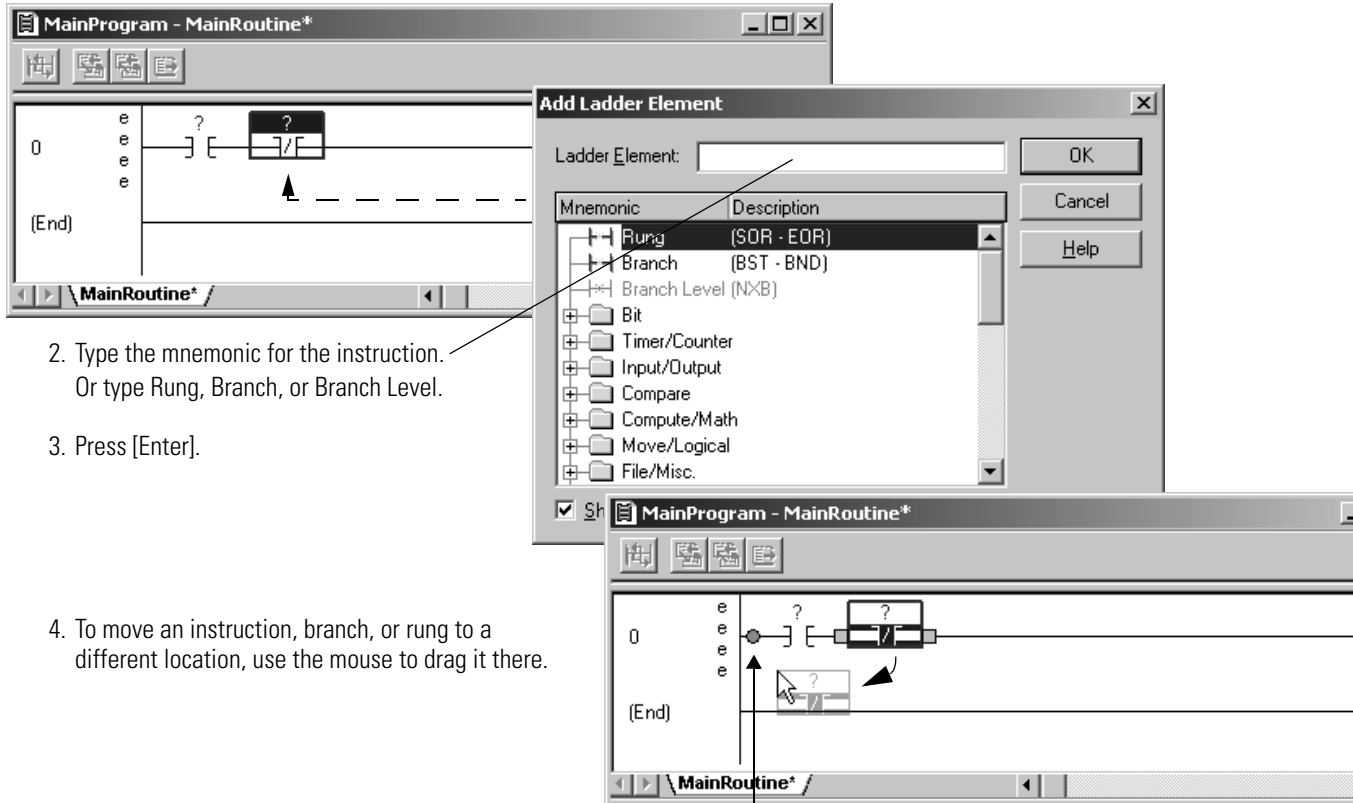 MainProgram - MainRoutine*
e
? ?
0 e
e
e
(End)
MainRoutine*
Add Ladder Element
Ladder Element:
OK
Mnemonic Description
Cancel
Rung (SOR - EOR)
Help
Branch (BST - BND)
Branch Level (NXB)
Bit
Timer/Counter
Input/Output
Compare
Compute/Math
Move/Logical
File/Misc.
2. Type the mnemonic for the instruction.
Or type Rung, Branch, or Branch Level.
3. Press [Enter].
MainProgram - MainRoutine*
e
? ?
0 e
e
e
?
(End)
MainRoutine*
4. To move an instruction, branch, or rung to a
different location, use the mouse to drag it there.